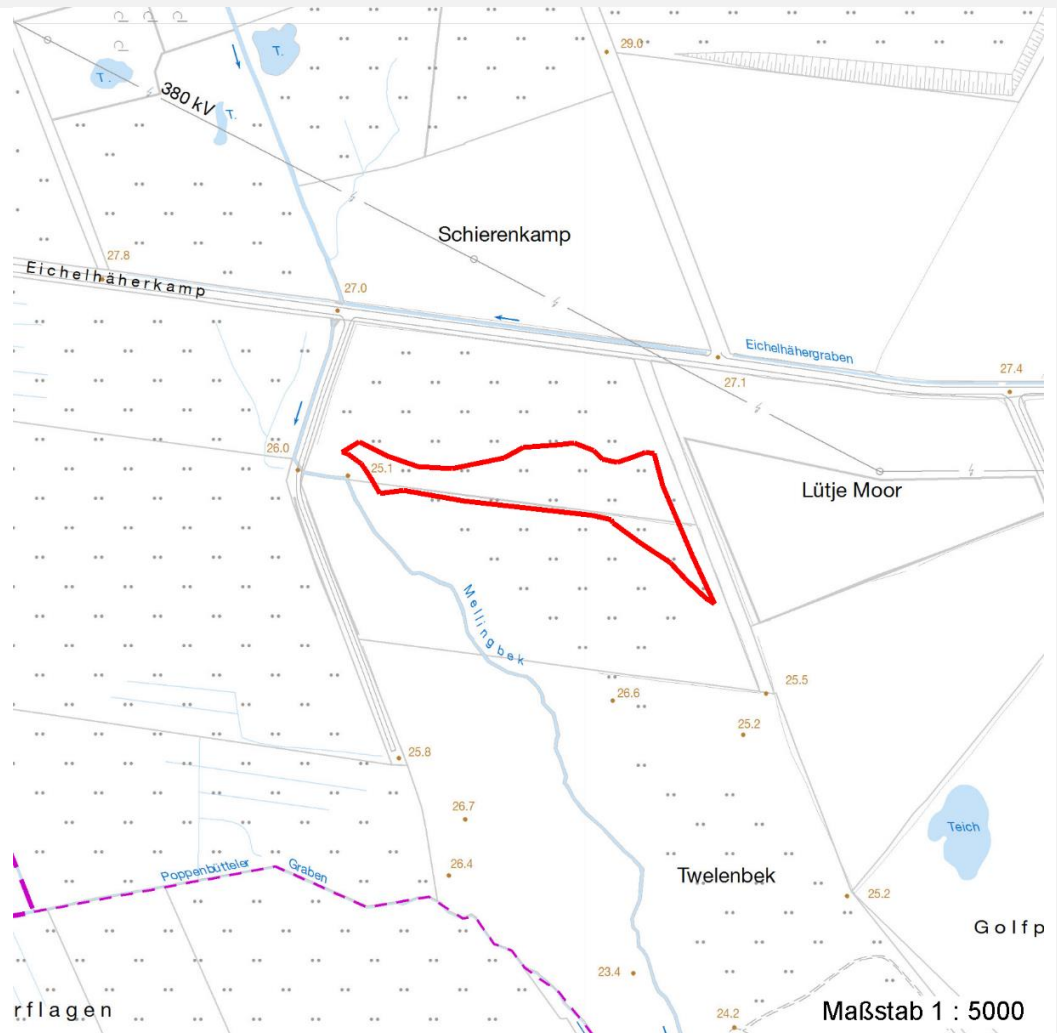 29.0
T.
T.
380 kV
T.
Schierenkamp
27.8
Eichelhäherkamp
27.0
Eichelhähergraben
27.1
27.4
26.0
25.1
Lütje Moor
Mellingbek
26.6
25.5
25.2
25.8
26.7
Teich
26.4
Poppenbütteler Graben
Twelenbek
25.2
Golfp
23.4
rflagen
24.2
Maßstab 1 : 5000